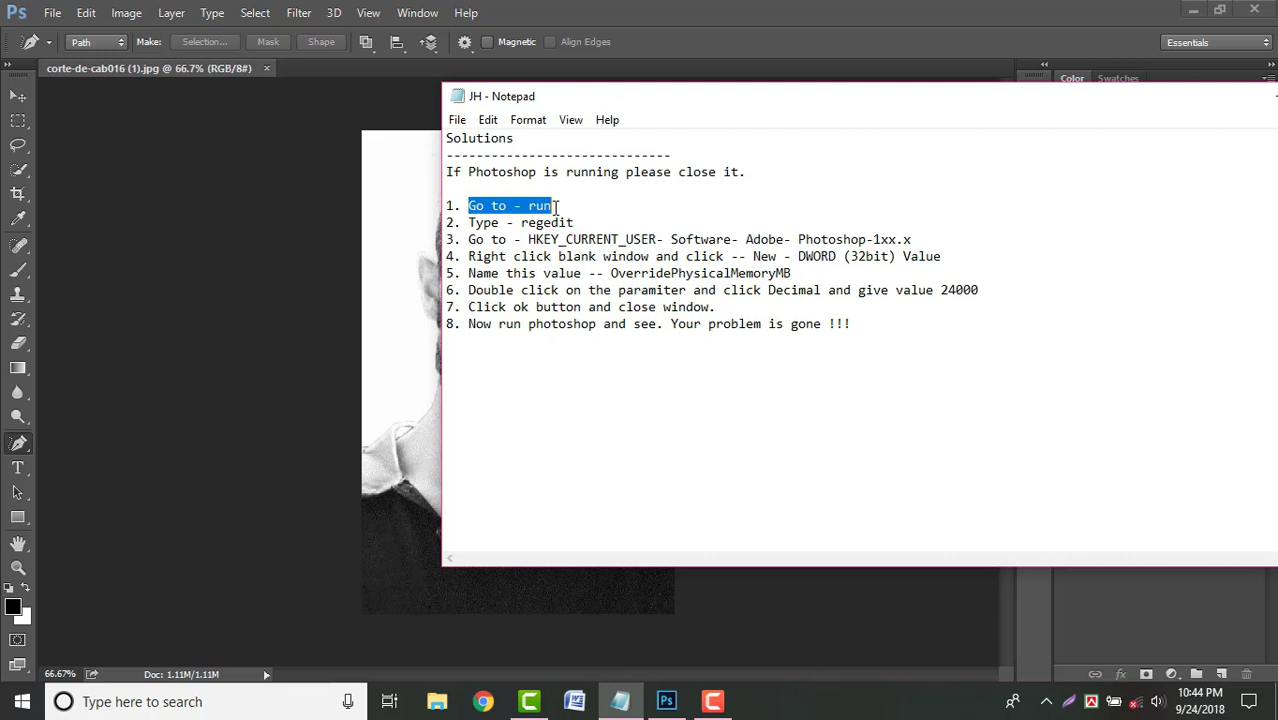 Ps File Edit Image Layer Type Select Filter 3D View Window Help
Path Make: Selection... Mask Shape Magnetic Align Edges Essentials
corte-de-cab016 (1).jpg @ 66.7% (RGB/8#) ×
Color Swatches
JH - Notepad
File Edit Format View Help
Solutions
------------------------------
If Photoshop is running please close it.
1. Go to - run
2. Type - regedit
3. Go to - HKEY_CURRENT_USER- Software- Adobe- Photoshop-1xx.x
4. Right click blank window and click -- New - DWORD (32bit) Value
5. Name this value -- OverridePhysicalMemoryMB
6. Double click on the paramiter and click Decimal and give value 24000
7. Click ok button and close window.
8. Now run photoshop and see. Your problem is gone !!!
66.67% Doc: 1.11M/1.11M
Type here to search
10:44 PM
9/24/2018